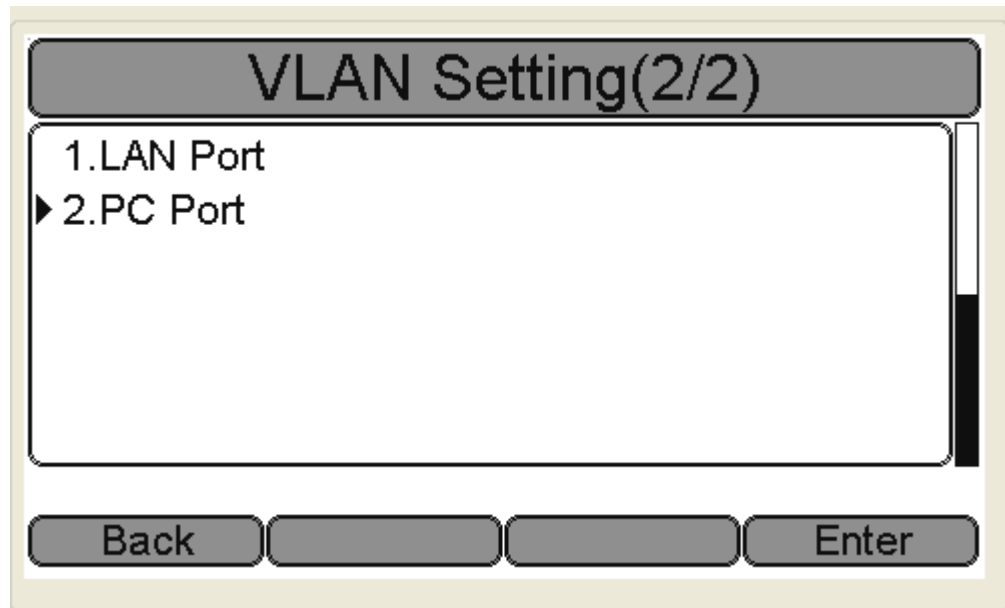 VLAN Setting(2/2)
1.LAN Port
2.PC Port
Back Enter